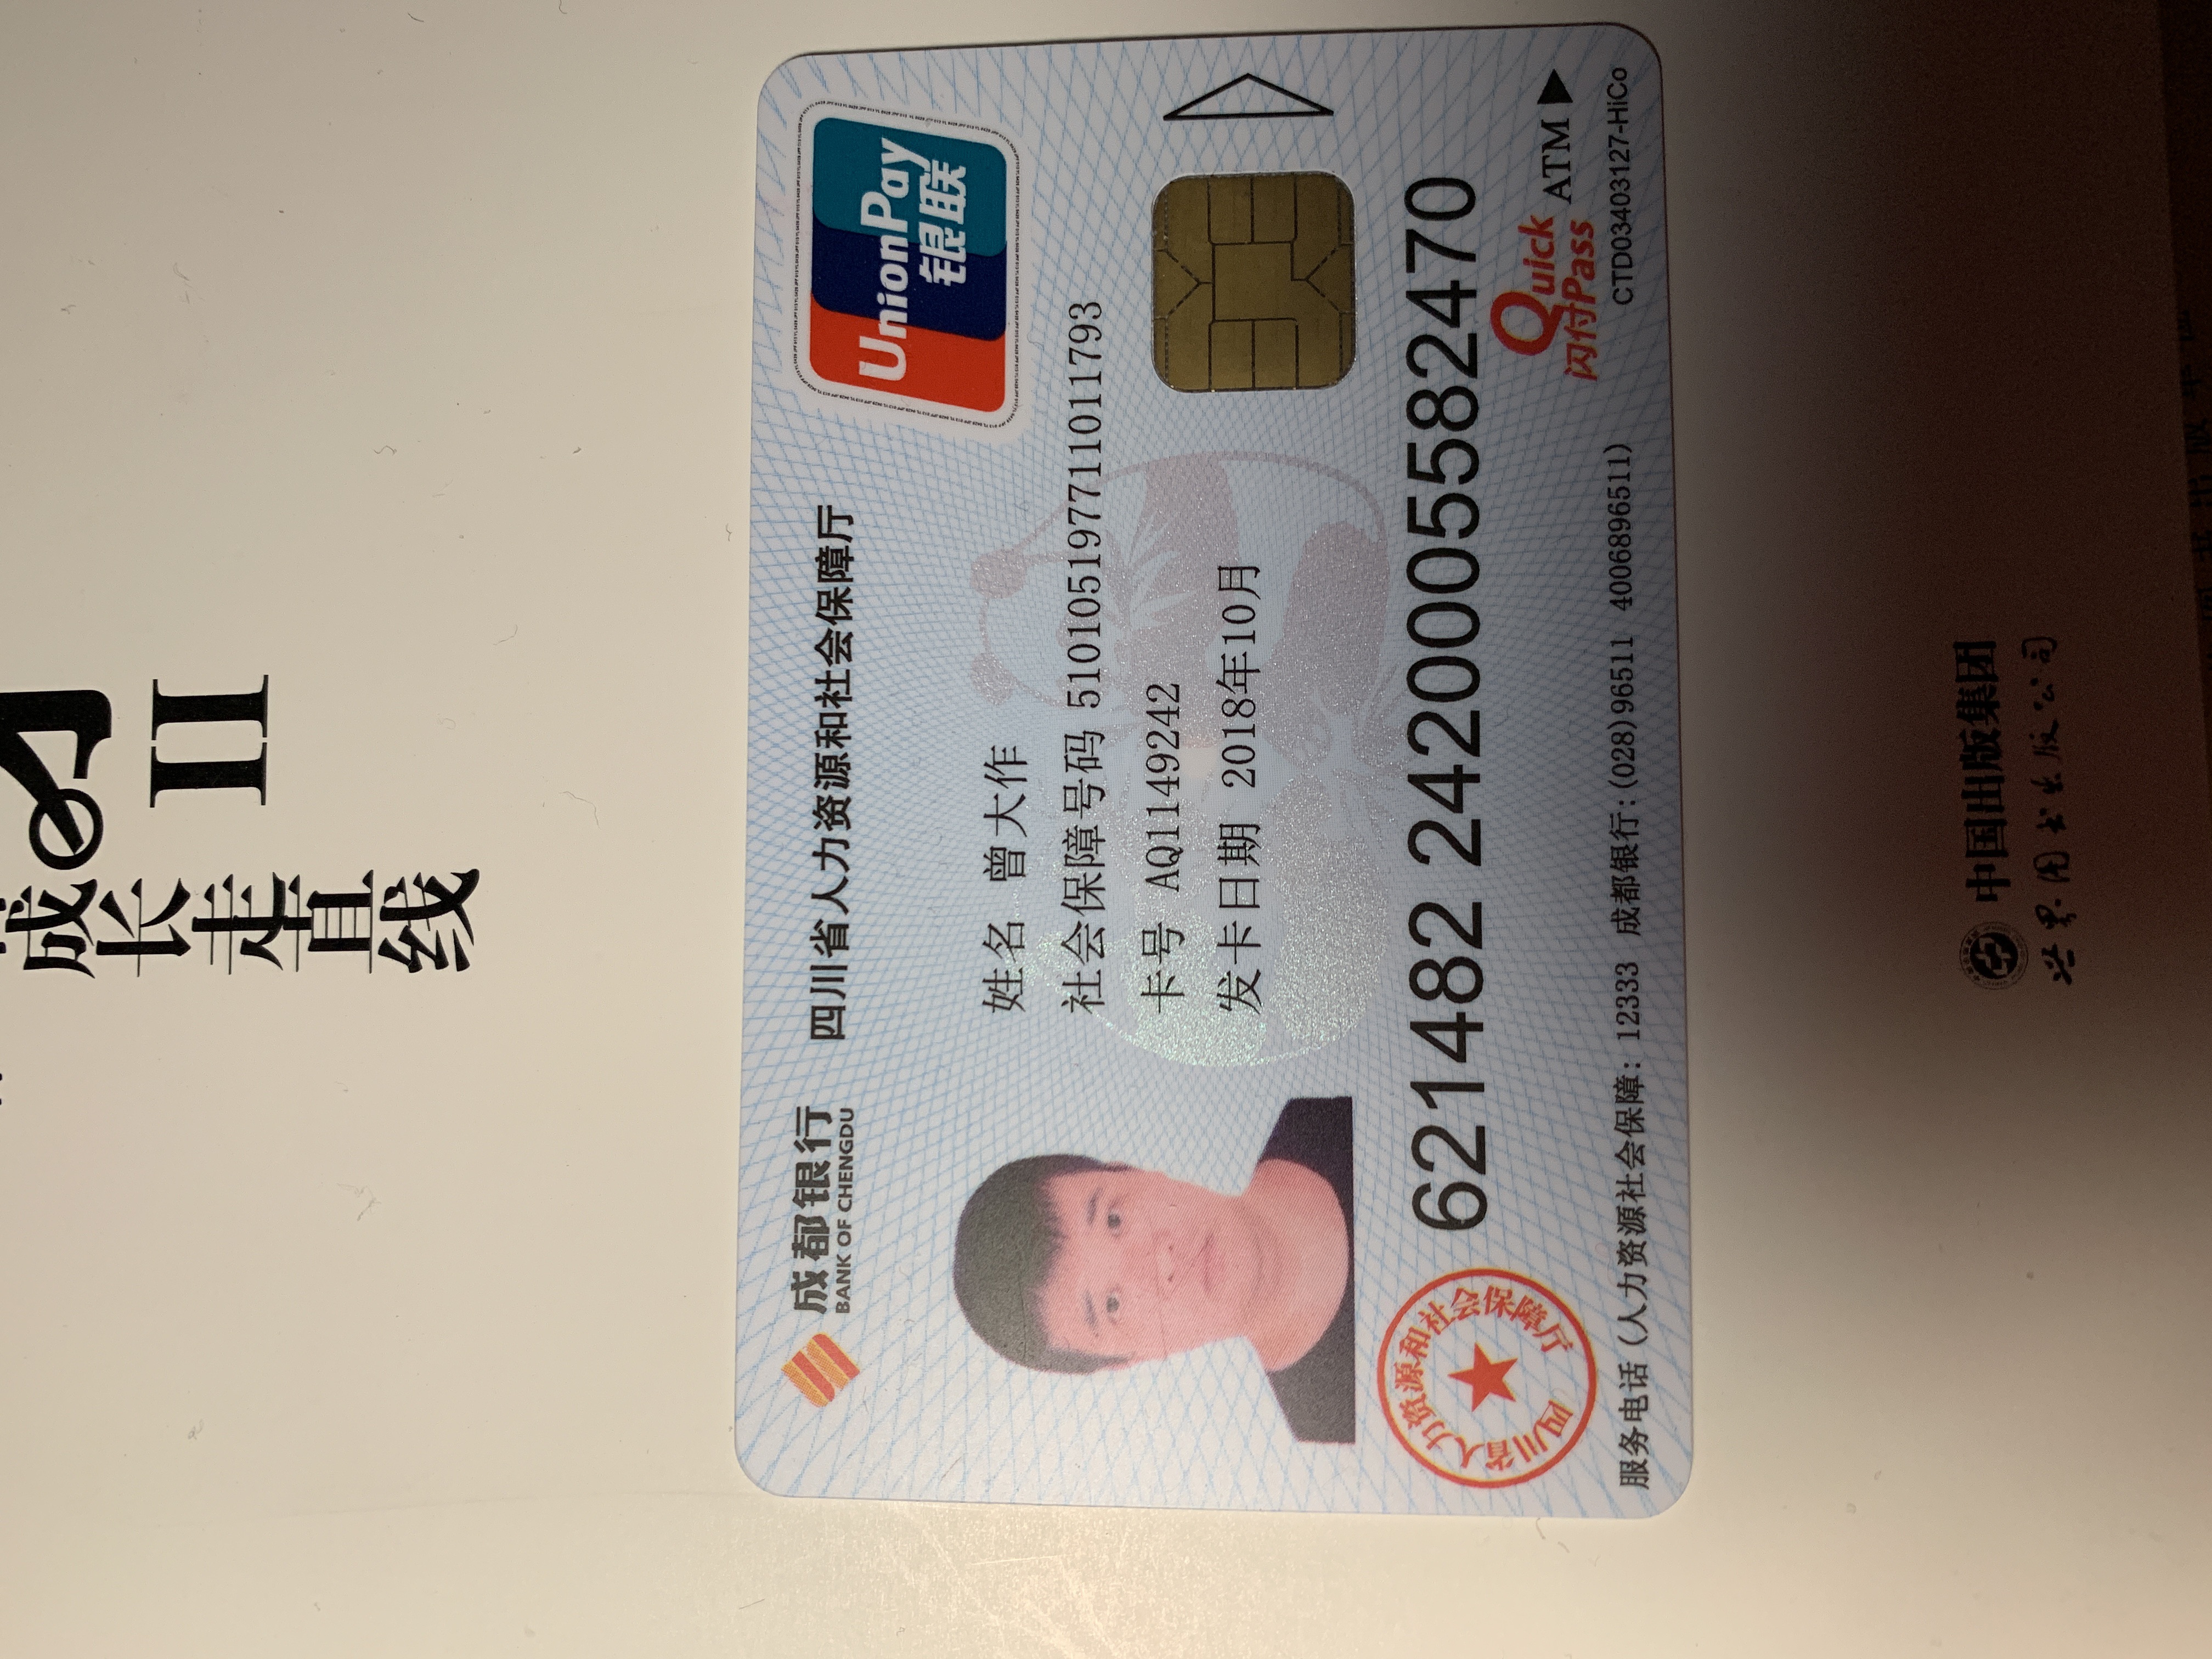 成长走直线
II
成都银行
BANK OF CHENGDU
四川省人力资源和社会保障厅
UnionPay
银联
姓名 曾大作
社会保障号码 510105197711011793
卡号 AQ1149242
发卡日期 2018年10月
621482 2420005582470
四川省人力资源和社会保障厅
Quick
闪付Pass
ATM
服务电话 (人力资源社会保障: 12333 成都银行:(028)96511 4006896511)
CTD03403127-HiCo
中国出版集团
世界图书出版公司